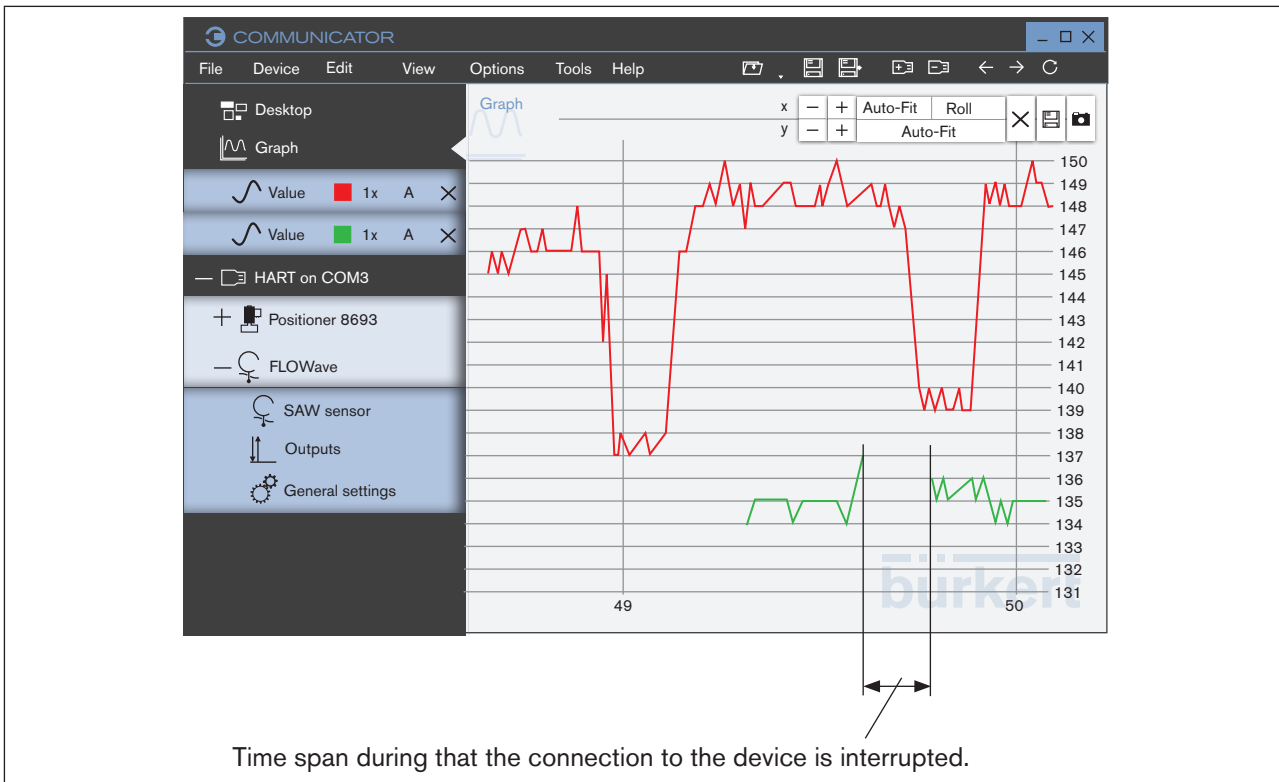 COMMUNICATOR
File Device Edit View Options Tools Help
Desktop
Graph
Value 1x A
Value 1x A
HART on COM3
Positioner 8693
FLOWave
SAW sensor
Outputs
General settings
Graph
x − + Auto-Fit Roll
y − + Auto-Fit
150
149
148
147
146
145
144
143
142
141
140
139
138
137
136
135
134
133
132
131
49 50
bürkert
Time span during that the connection to the device is interrupted.